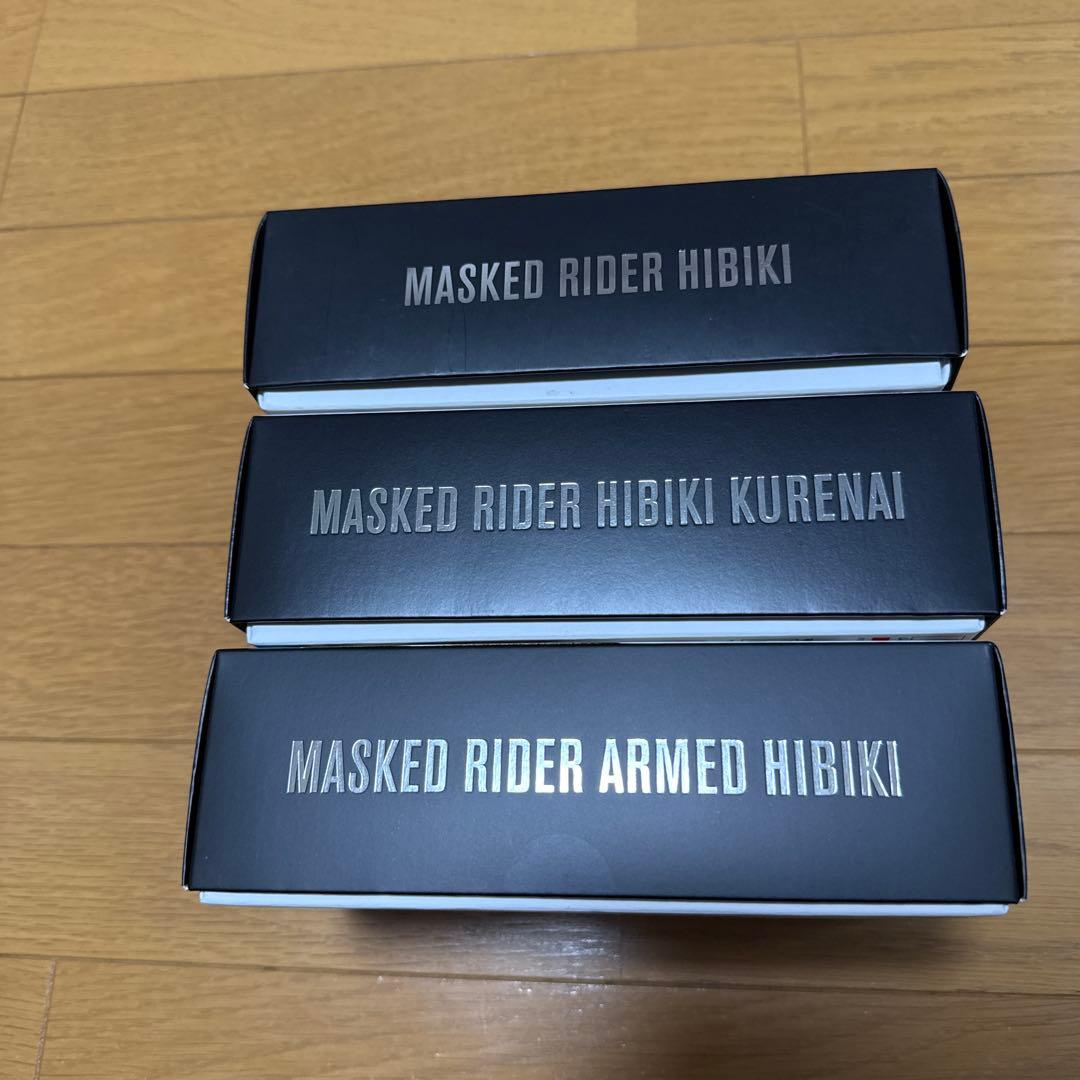 MASKED RIDER HIBIKI
MASKED RIDER HIBIKI KURENAI
MASKED RIDER ARMED HIBIKI